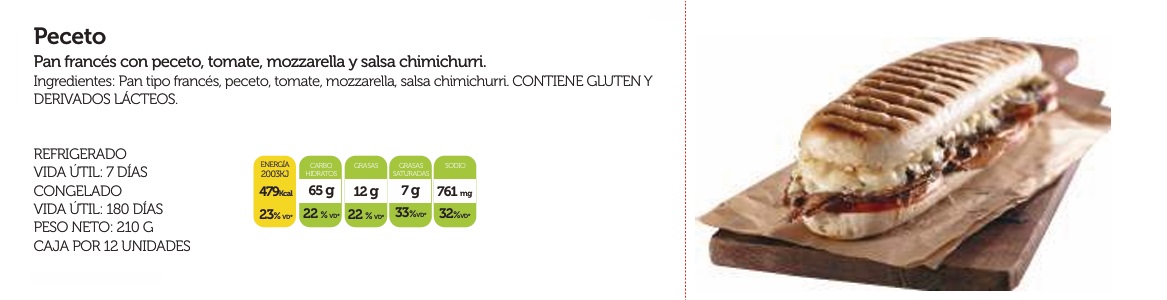 Peceto
Pan francés con peceto, tomate, mozzarella y salsa chimichurri.
Ingredientes: Pan tipo francés, peceto, tomate, mozzarella, salsa chimichurri. CONTIENE GLUTEN Y
DERIVADOS LÁCTEOS.
REFRIGERADO
VIDA ÚTIL: 7 DÍAS
CONGELADO
VIDA ÚTIL: 180 DÍAS
PESO NETO: 210 G
CAJA POR 12 UNIDADES
ENERGÍA
2003KJ
479Kcal
23% VD*
CARBO
HIDRATOS
65 g
22 % VD*
GRASAS
12 g
22 % VD*
GRASAS
SATURADAS
7 g
33%VD*
SODIO
761 mg
32%VD*